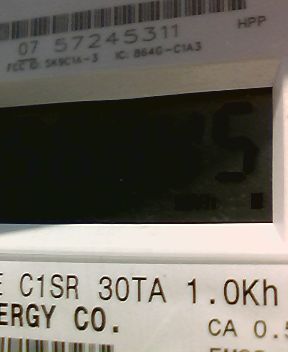 HPP
07 57245311
FCC ID: SK9C1A-3 IC: 864G-C1A3
5
E C1SR 30TA 1.0Kh
ERGY CO.
CA 0.5